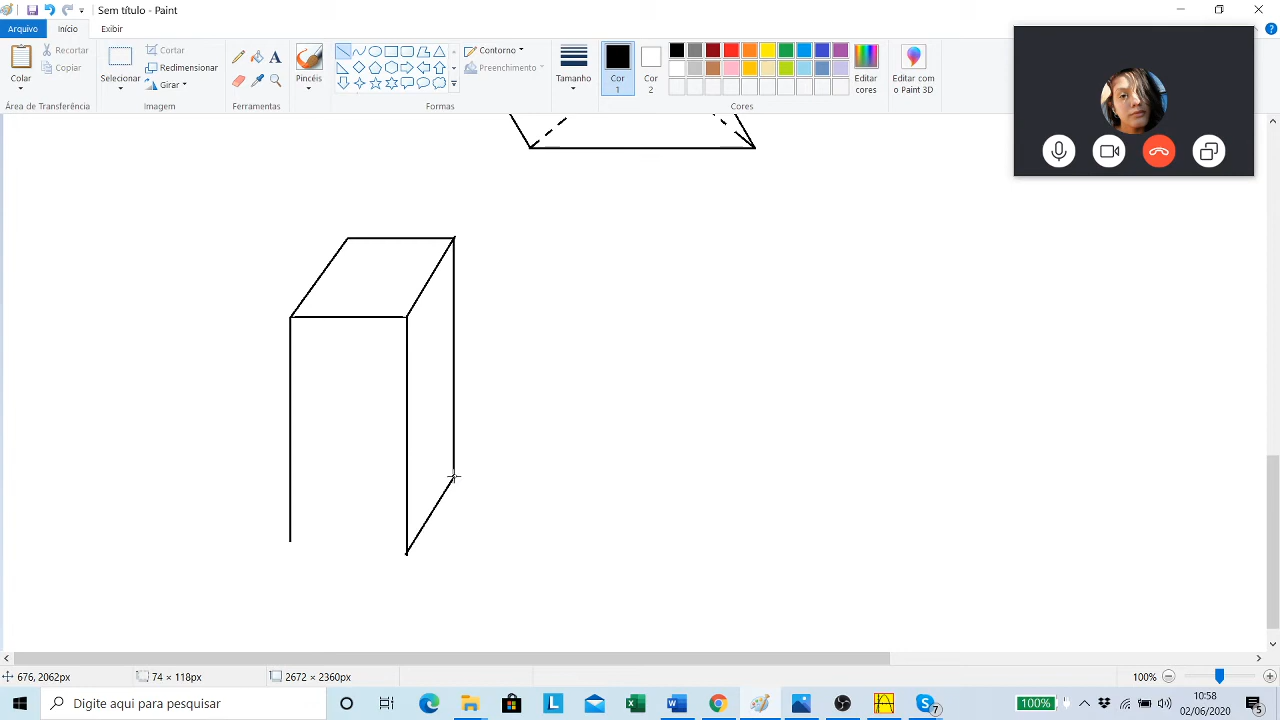 Sem título - Paint
Arquivo Início Exibir
Colar
Recortar
Copiar
Área de Transferência
Selecionar
Cortar
Redimensionar
Girar
Imagem
Ferramentas
Pincéis
Formas
Contorno
Preenchimento
Tamanho
Cor 1
Cor 2
Cores
Editar cores
Editar com o Paint 3D
676, 2062px
74 × 118px
2672 × 2360px
100%
Digite aqui para pesquisar
100%
10:58
02/06/2020
7
5